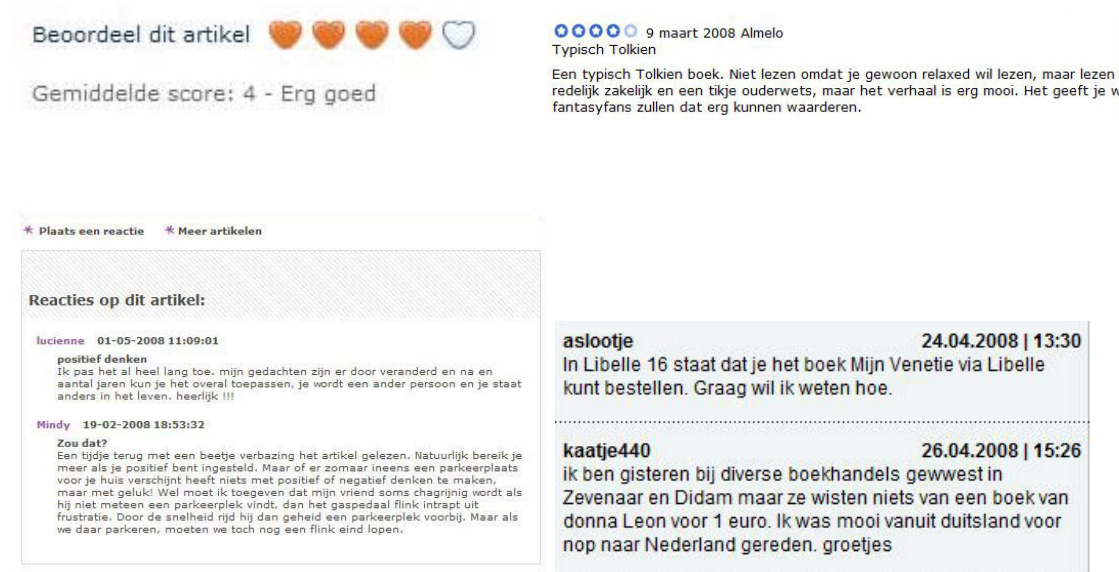 Beoordeel dit artikel
Gemiddelde score: 4 - Erg goed
9 maart 2008 Almelo
Typisch Tolkien
Een typisch Tolkien boek. Niet lezen omdat je gewoon relaxed wil lezen, maar lezen
redelijk zakelijk en een tikje ouderwets, maar het verhaal is erg mooi. Het geeft je w
fantasyfans zullen dat erg kunnen waarderen.
* Plaats een reactie * Meer artikelen
Reacties op dit artikel:
lucienne 01-05-2008 11:09:01
positief denken
Ik pas het al heel lang toe. mijn gedachten zijn er door veranderd en na en
aantal jaren kun je het overal toepassen, je wordt een ander persoon en je staat
anders in het leven. heerlijk !!!
Mindy 19-02-2008 18:53:32
Zou dat?
Een tijdje terug met een beetje verbazing het artikel gelezen. Natuurlijk bereik je
meer als je positief bent ingesteld. Maar of er zomaar ineens een parkeerplaats
voor je huis verschijnt heeft niets met positief of negatief denken te maken,
maar met geluk! Wel moet ik toegeven dat mijn vriend soms chagrijnig wordt als
hij niet meteen een parkeerplek vindt, dan het gaspedaal flink intrapt uit
frustratie. Door de snelheid rijd hij dan geheid een parkeerplek voorbij. Maar als
we daar parkeren, moeten we toch nog een flink eind lopen.
aslootje 24.04.2008 | 13:30
In Libelle 16 staat dat je het boek Mijn Venetie via Libelle
kunt bestellen. Graag wil ik weten hoe.
kaatje440 26.04.2008 | 15:26
ik ben gisteren bij diverse boekhandels gewwest in
Zevenaar en Didam maar ze wisten niets van een boek van
donna Leon voor 1 euro. Ik was mooi vanuit duitsland voor
nop naar Nederland gereden. groetjes